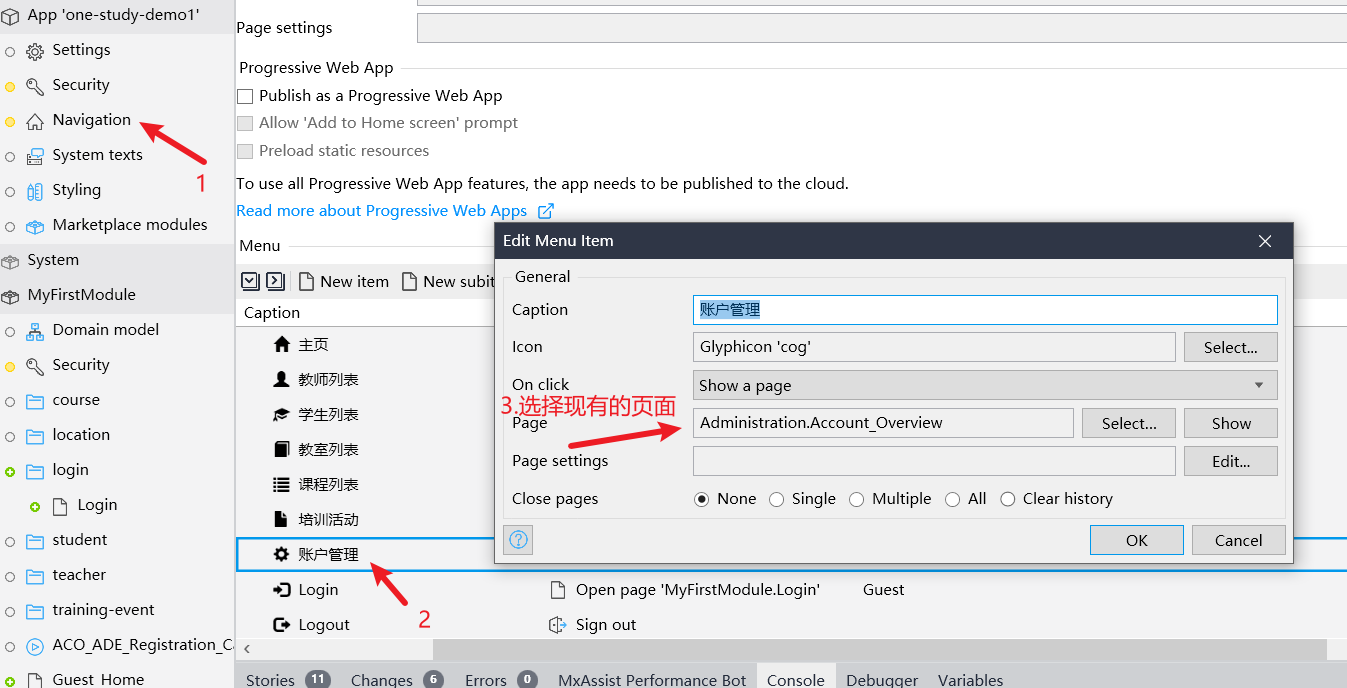 App 'one-study-demo1'
Settings
Security
Navigation
1
System texts
Styling
Marketplace modules
System
MyFirstModule
Domain model
Security
course
location
login
Login
student
teacher
training-event
ACO_ADE_Registration_C
Guest_Home
Page settings
Progressive Web App
Publish as a Progressive Web App
Allow 'Add to Home screen' prompt
Preload static resources
To use all Progressive Web App features, the app needs to be published to the cloud.
Read more about Progressive Web Apps
Menu
New item New subit
Caption
主页
教师列表
学生列表
教室列表
课程列表
培训活动
账户管理
2
Login Open page 'MyFirstModule.Login' Guest
Logout Sign out
Edit Menu Item
General
Caption 账户管理
Icon Glyphicon 'cog' Select...
On click Show a page
3.选择现有的页面
Page Administration.Account_Overview Select... Show
Page settings Edit...
Close pages None Single Multiple All Clear history
OK Cancel
Stories 11 Changes 6 Errors 0 MxAssist Performance Bot Console Debugger Variables